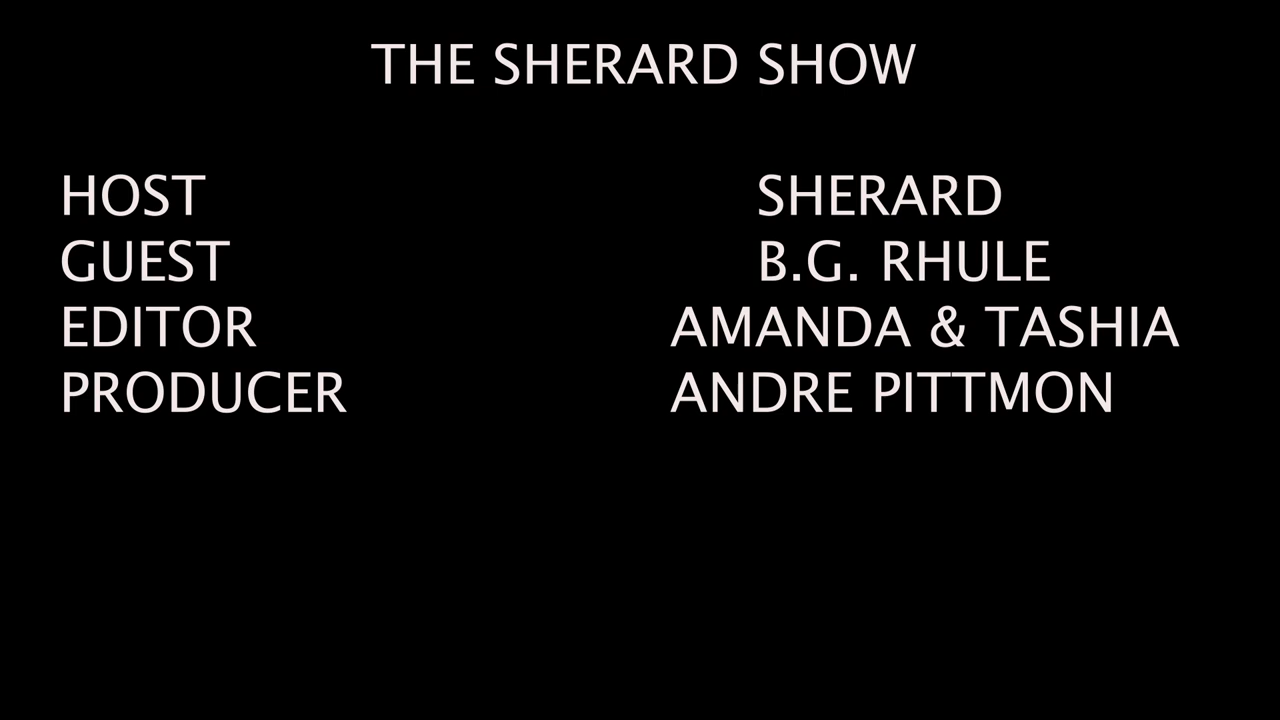 THE SHERARD SHOW
HOST SHERARD
GUEST B.G. RHULE
EDITOR AMANDA & TASHIA
PRODUCER ANDRE PITTMON